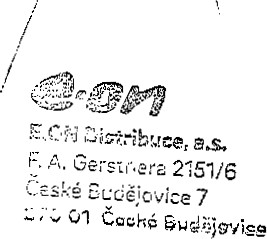 e·on
E.ON Distribuce, a.s.
F. A. Gerstnera 2151/6
České Budějovice 7
370 01 České Budějovice